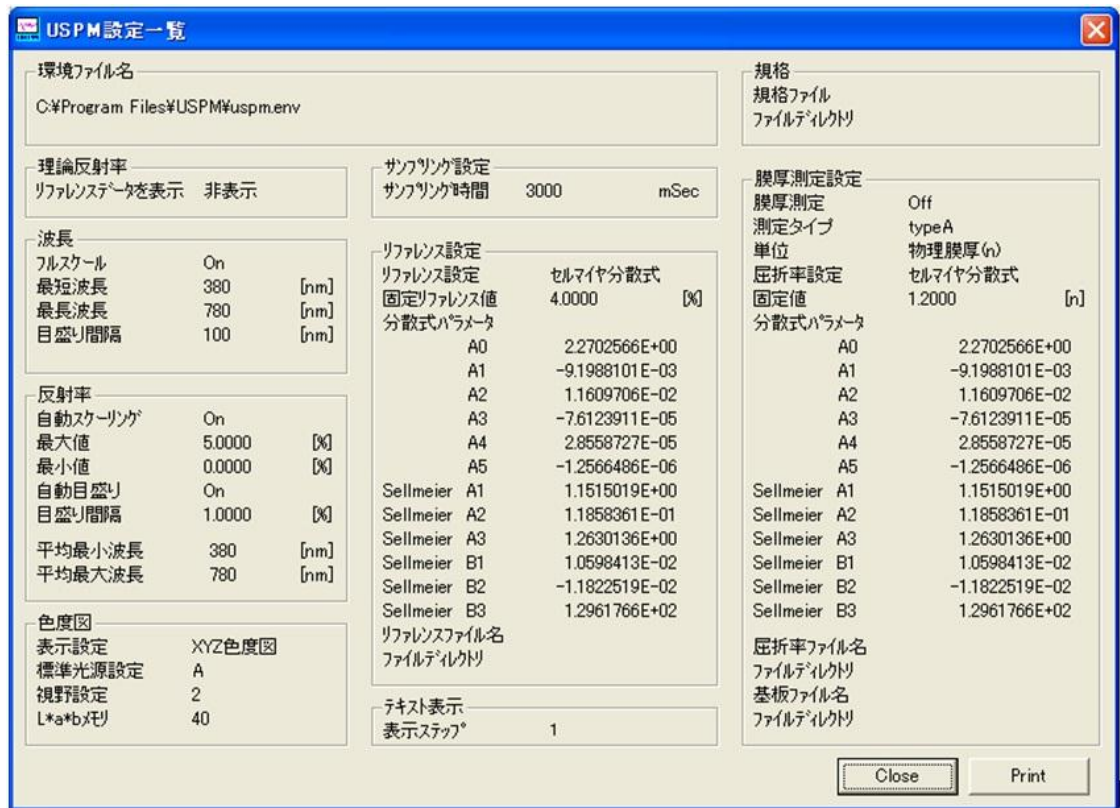 USPM設定一覧
環境ファイル名
C:¥Program Files¥USPM¥uspm.env
理論反射率
リファレンスデータを表示 非表示
波長
フルスケール On
最短波長 380 [nm]
最長波長 780 [nm]
目盛り間隔 100 [nm]
反射率
自動スケーリング On
最大値 5.0000 [%]
最小値 0.0000 [%]
自動目盛り On
目盛り間隔 1.0000 [%]
平均最小波長 380 [nm]
平均最大波長 780 [nm]
色度図
表示設定 XYZ色度図
標準光源設定 A
視野設定 2
L*a*bメモリ 40
サンプリング設定
サンプリング時間 3000 mSec
リファレンス設定
リファレンス設定 セルマイヤ分散式
固定リファレンス値 4.0000 [%]
分散式パラメータ
A0 2.2702566E+00
A1 -9.1988101E-03
A2 1.1609706E-02
A3 -7.6123911E-05
A4 2.8558727E-05
A5 -1.2566486E-06
Sellmeier A1 1.1515019E+00
Sellmeier A2 1.1858361E-01
Sellmeier A3 1.2630136E+00
Sellmeier B1 1.0598413E-02
Sellmeier B2 -1.1822519E-02
Sellmeier B3 1.2961766E+02
リファレンスファイル名
ファイルディレクトリ
テキスト表示
表示ステップ 1
規格
規格ファイル
ファイルディレクトリ
膜厚測定設定
膜厚測定 Off
測定タイプ typeA
単位 物理膜厚(n)
屈折率設定 セルマイヤ分散式
固定値 1.2000 [n]
分散式パラメータ
A0 2.2702566E+00
A1 -9.1988101E-03
A2 1.1609706E-02
A3 -7.6123911E-05
A4 2.8558727E-05
A5 -1.2566486E-06
Sellmeier A1 1.1515019E+00
Sellmeier A2 1.1858361E-01
Sellmeier A3 1.2630136E+00
Sellmeier B1 1.0598413E-02
Sellmeier B2 -1.1822519E-02
Sellmeier B3 1.2961766E+02
屈折率ファイル名
ファイルディレクトリ
基板ファイル名
ファイルディレクトリ
Close Print